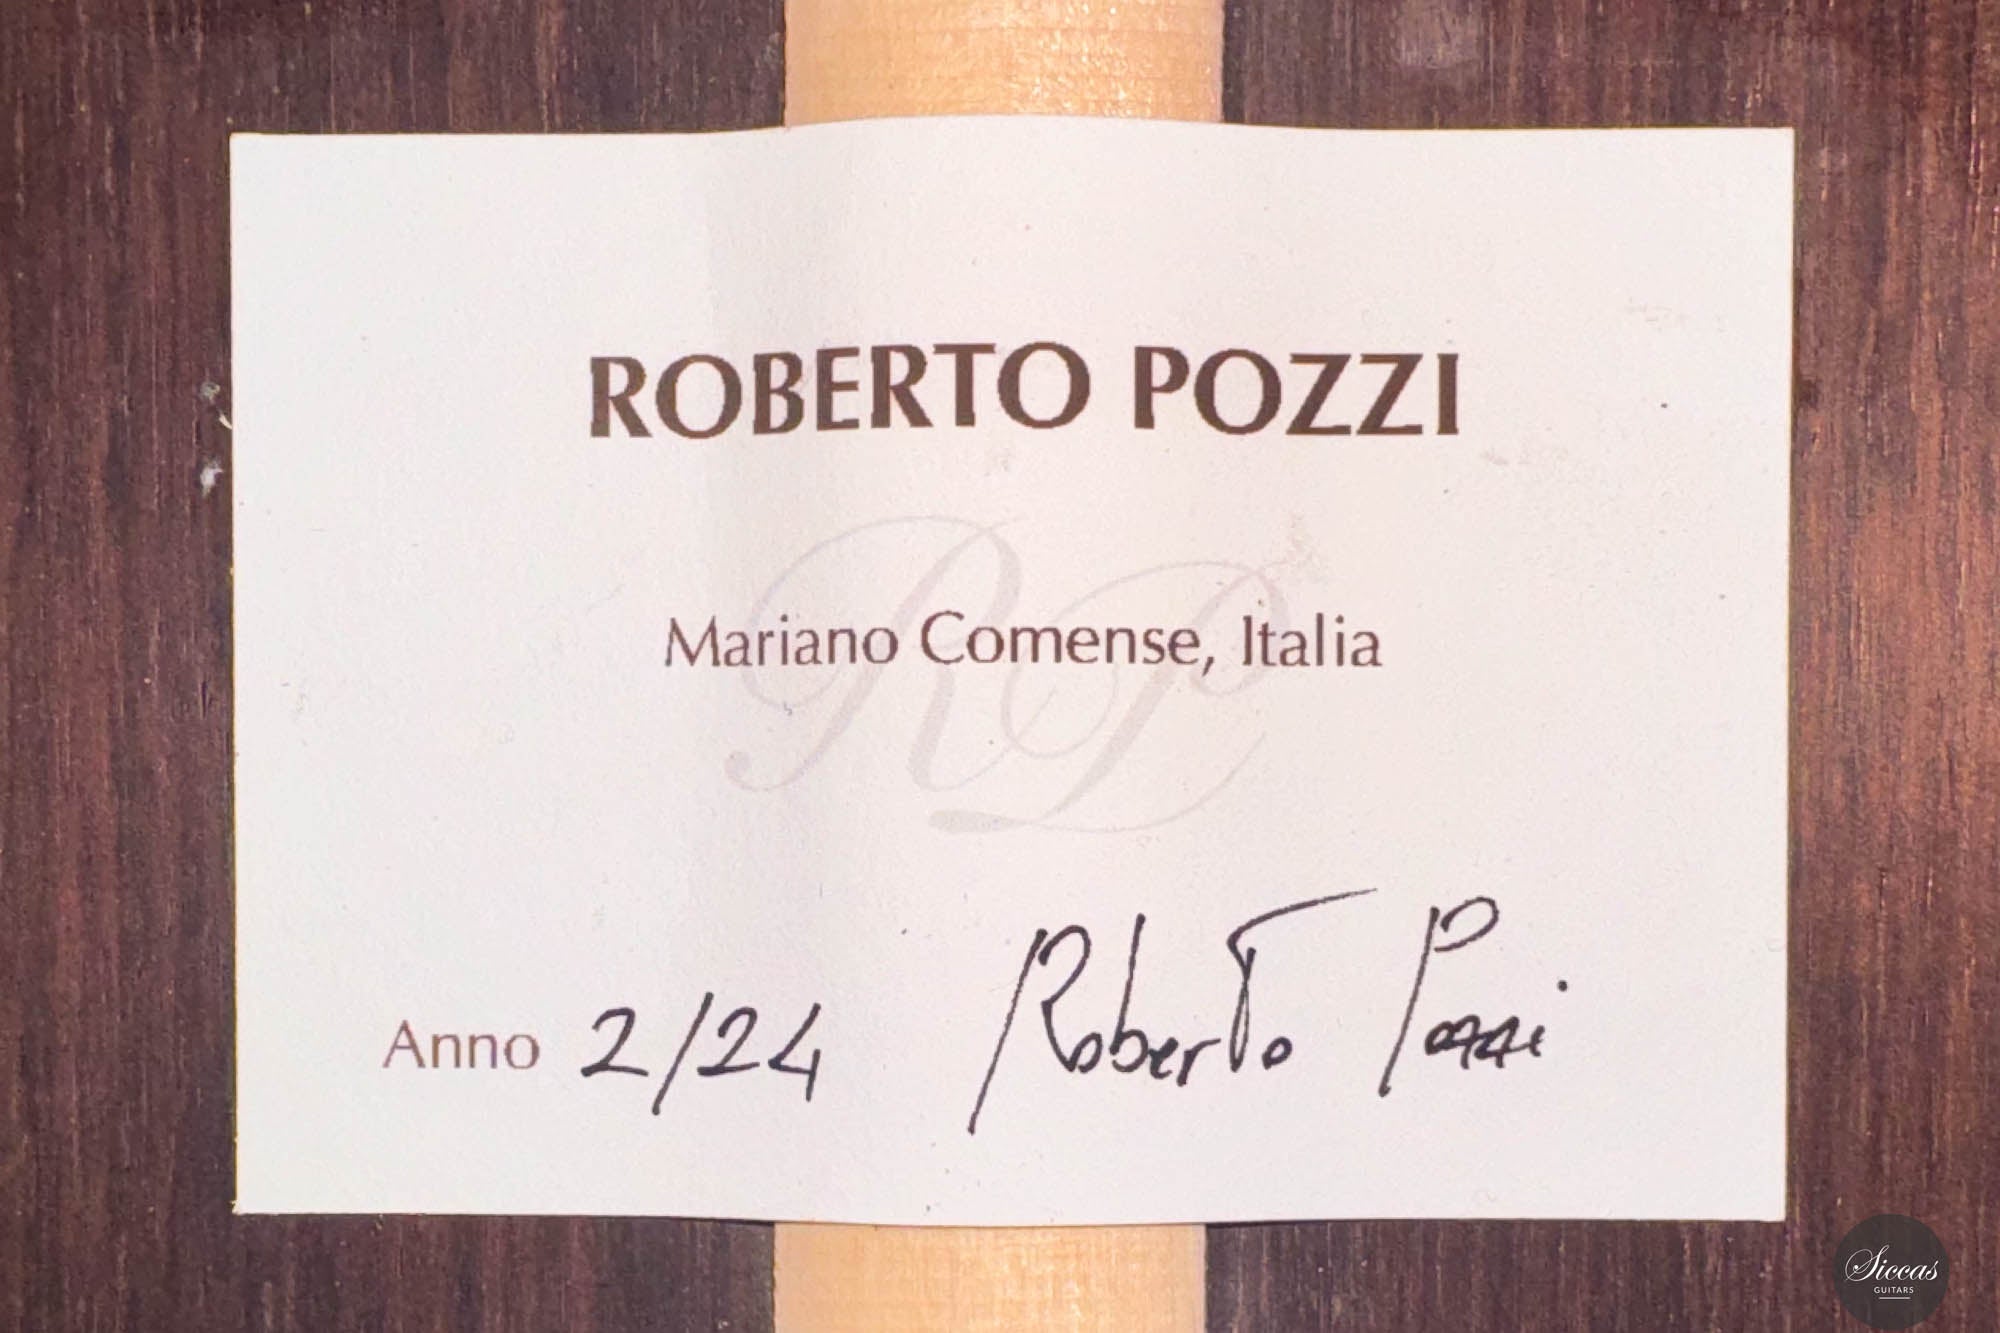 ROBERTO POZZI
RP
Mariano Comense, Italia
Anno 2/24 Roberto Pozzi
Siccas
GUITARS